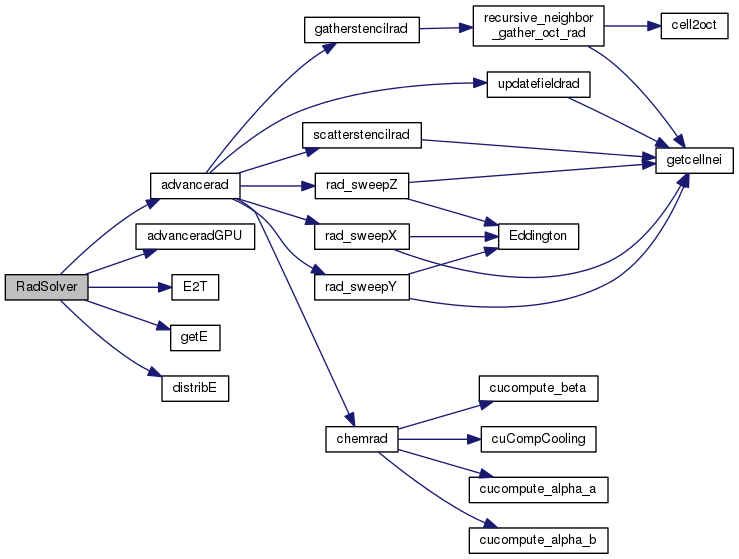 recursive_neighbor
_gather_oct_rad
cell2oct
gatherstencilrad
updatefieldrad
scatterstencilrad
getcellnei
advancerad
rad_sweepZ
advanceradGPU
rad_sweepX
Eddington
RadSolver
E2T
rad_sweepY
getE
distribE
cucompute_beta
chemrad
cuCompCooling
cucompute_alpha_a
cucompute_alpha_b